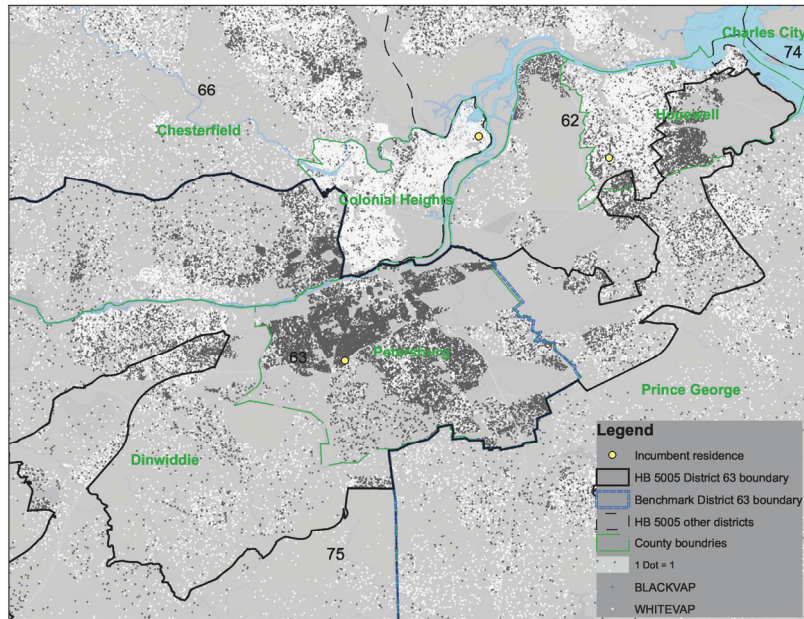 Charles City
74
66
Chesterfield
62
Hopewell
Colonial Heights
63
Petersburg
Prince George
Dinwiddie
75
Legend
Incumbent residence
HB 5005 District 63 boundary
Benchmark District 63 boundary
HB 5005 other districts
County boundries
1 Dot = 1
BLACKVAP
WHITEVAP